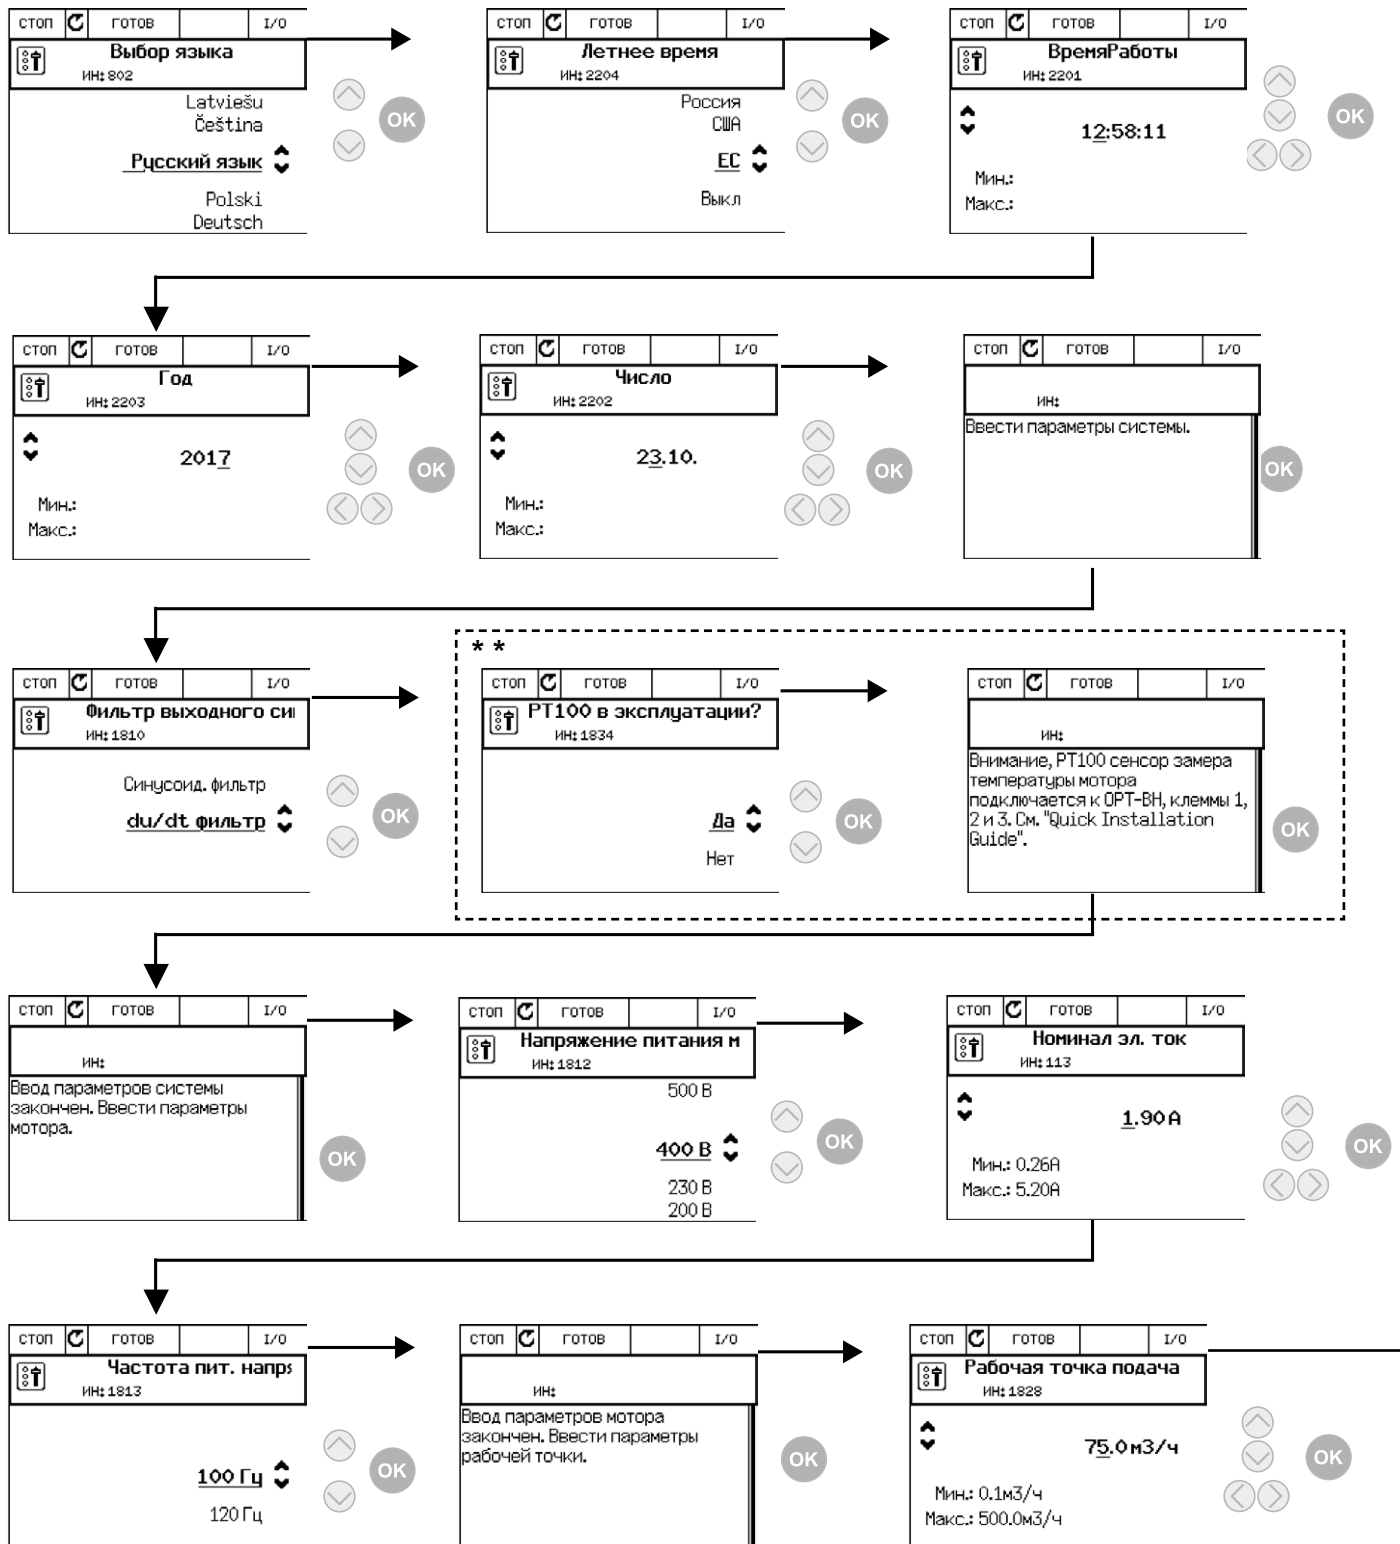 СТОП ГОТОВ I/O
Выбор языка
ИН: 802
Latviešu
Čeština
Русский язык
Polski
Deutsch
OK
СТОП ГОТОВ I/O
Летнее время
ИН: 2204
Россия
США
ЕС
Выкл
OK
СТОП ГОТОВ I/O
ВремяРаботы
ИН: 2201
12:58:11
Мин.:
Макс.:
OK
СТОП ГОТОВ I/O
Год
ИН: 2203
2017
Мин.:
Макс.:
OK
СТОП ГОТОВ I/O
Число
ИН: 2202
23.10.
Мин.:
Макс.:
OK
СТОП ГОТОВ I/O
ИН:
Ввести параметры системы.
OK
СТОП ГОТОВ I/O
Фильтр выходного си
ИН: 1810
Синусоид. фильтр
du/dt фильтр
OK
* *
СТОП ГОТОВ I/O
PT100 в эксплуатации?
ИН: 1834
Да
Нет
OK
СТОП ГОТОВ I/O
ИН:
Внимание, PT100 сенсор замера
температуры мотора
подключается к OPT-BH, клеммы 1,
2 и 3. См. "Quick Installation
Guide".
OK
СТОП ГОТОВ I/O
ИН:
Ввод параметров системы
закончен. Ввести параметры
мотора.
OK
СТОП ГОТОВ I/O
Напряжение питания м
ИН: 1812
500 В
400 В
230 В
200 В
OK
СТОП ГОТОВ I/O
Номинал эл. ток
ИН: 113
1.90 A
Мин.: 0.26A
Макс.: 5.20A
OK
СТОП ГОТОВ I/O
Частота пит. напря
ИН: 1813
100 Гц
120 Гц
OK
СТОП ГОТОВ I/O
ИН:
Ввод параметров мотора
закончен. Ввести параметры
рабочей точки.
OK
СТОП ГОТОВ I/O
Рабочая точка подача
ИН: 1828
75.0 м3/ч
Мин.: 0.1м3/ч
Макс.: 500.0м3/ч
OK